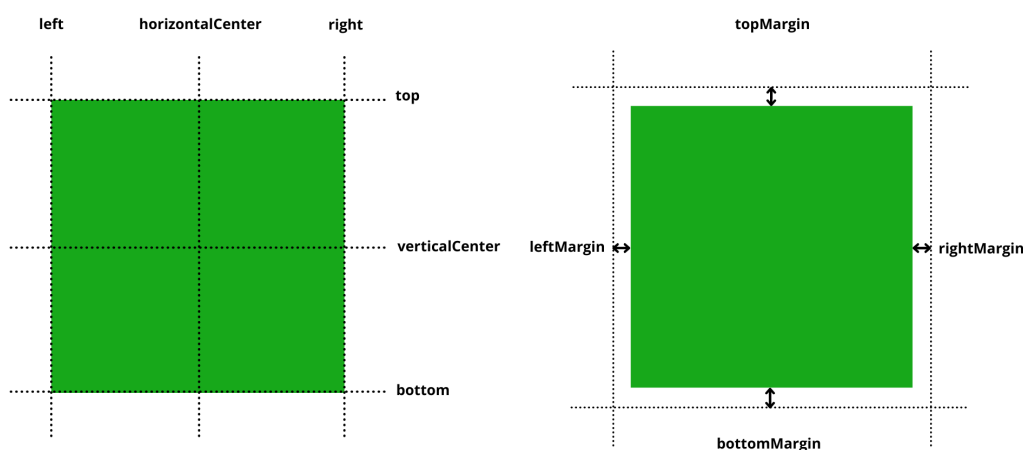 left
horizontalCenter
right
top
verticalCenter
bottom
topMargin
leftMargin
rightMargin
bottomMargin